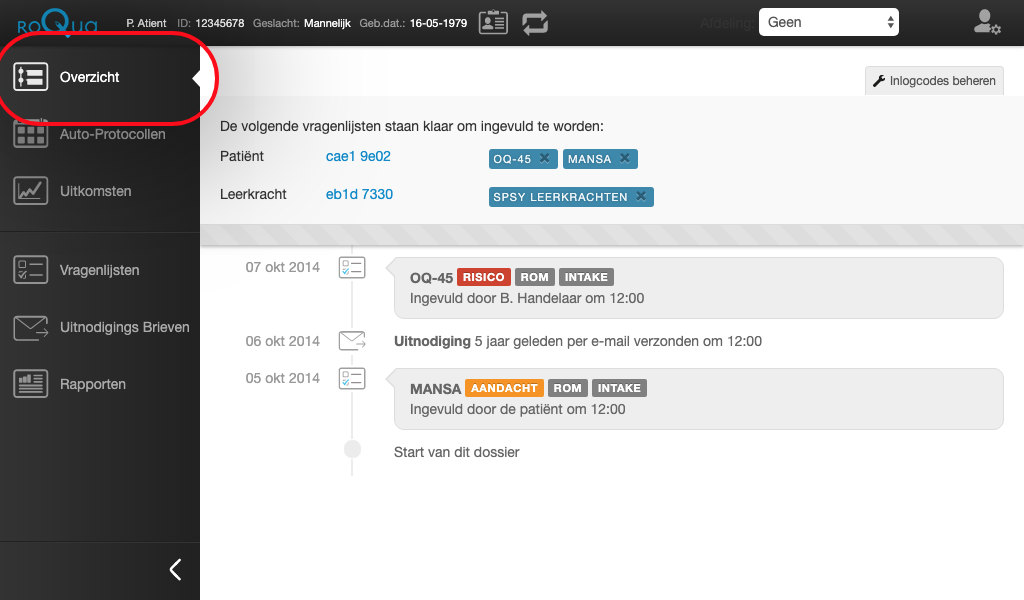 RoQua P. Atient ID: 12345678 Geslacht: Mannelijk Geb.dat.: 16-05-1979 Afdeling: Geen
Overzicht
Inlogcodes beheren
Auto-Protocollen
Uitkomsten
Vragenlijsten
Uitnodigings Brieven
Rapporten
De volgende vragenlijsten staan klaar om ingevuld te worden:
Patiënt cae1 9e02 OQ-45 MANSA
Leerkracht eb1d 7330 SPSY LEERKRACHTEN
07 okt 2014 OQ-45 RISICO ROM INTAKE
Ingevuld door B. Handelaar om 12:00
06 okt 2014 Uitnodiging 5 jaar geleden per e-mail verzonden om 12:00
05 okt 2014 MANSA AANDACHT ROM INTAKE
Ingevuld door de patiënt om 12:00
Start van dit dossier